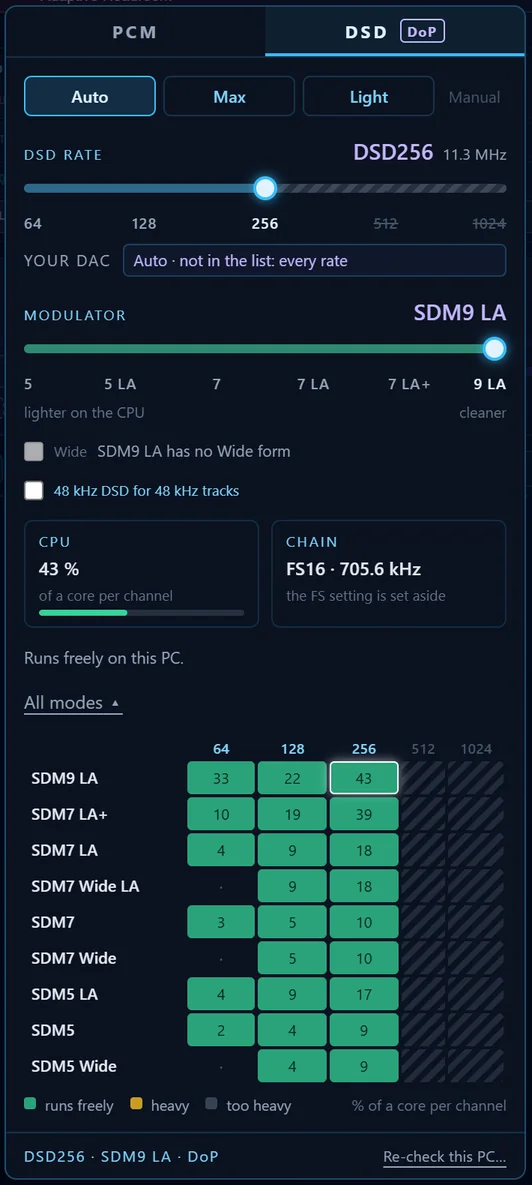 PCM DSD DoP
Auto Max Light Manual
DSD RATE DSD256 11.3 MHz
64 128 256 512 1024
YOUR DAC Auto · not in the list: every rate
MODULATOR SDM9 LA
5 5 LA 7 7 LA 7 LA+ 9 LA
lighter on the CPU cleaner
Wide SDM9 LA has no Wide form
48 kHz DSD for 48 kHz tracks
CPU CHAIN
43 % FS16 · 705.6 kHz
of a core per channel the FS setting is set aside
Runs freely on this PC.
All modes ▲
64 128 256 512 1024
SDM9 LA 33 22 43
SDM7 LA+ 10 19 39
SDM7 LA 4 9 18
SDM7 Wide LA · 9 18
SDM7 3 5 10
SDM7 Wide · 5 10
SDM5 LA 4 9 17
SDM5 2 4 9
SDM5 Wide · 4 9
runs freely heavy too heavy % of a core per channel
DSD256 · SDM9 LA · DoP Re-check this PC...